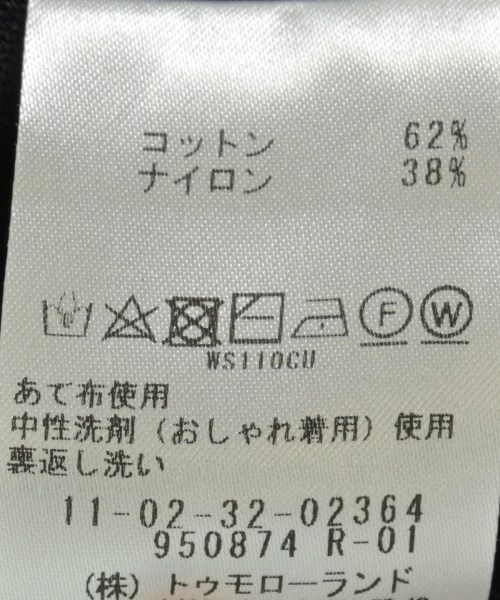 コットン 62%
ナイロン 38%
F W
WS110CU
あて布使用
中性洗剤（おしゃれ着用）使用
裏返し洗い
11-02-32-02364
950874 R-01
（株）トゥモローランド